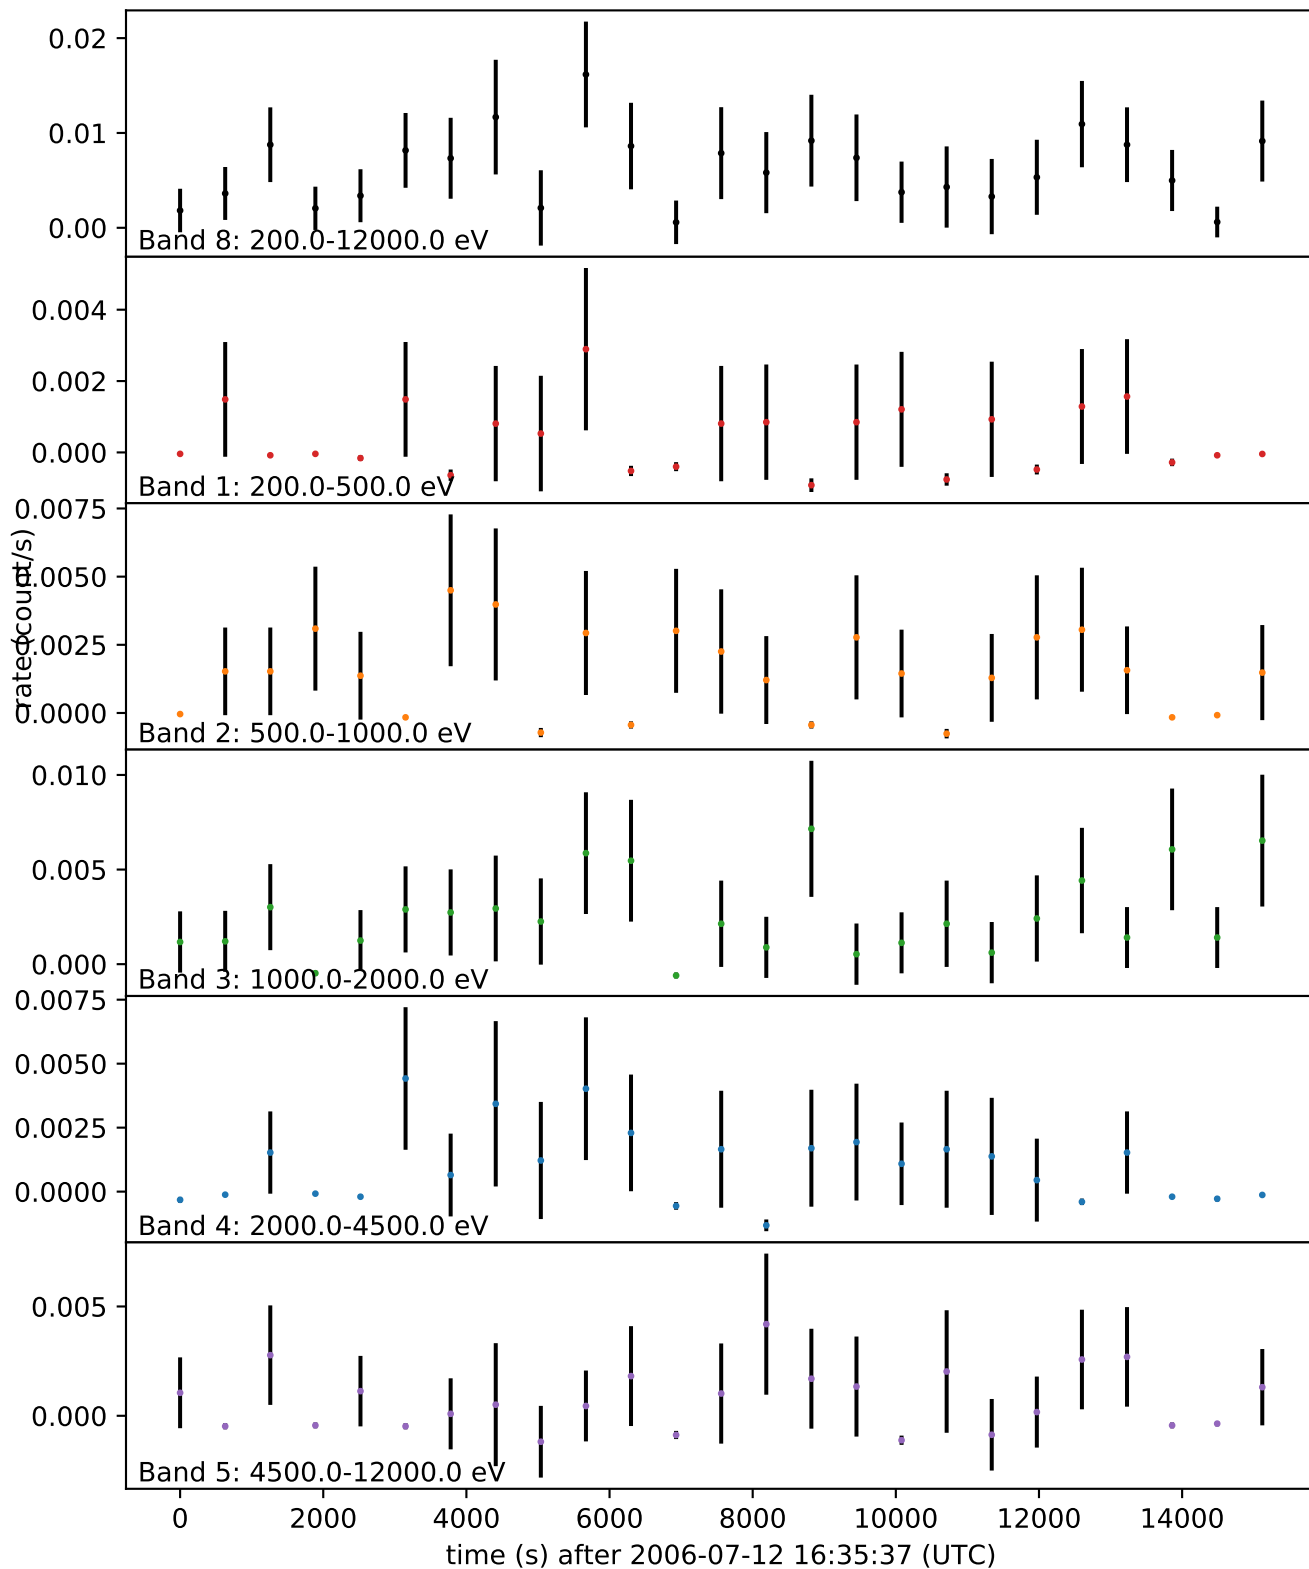 0.02
0.01
0.00
Band 8: 200.0-12000.0 eV
0.004
0.002
0.000
Band 1: 200.0-500.0 eV
0.0075
0.0050
0.0025
0.0000
Band 2: 500.0-1000.0 eV
rate (count/s)
0.010
0.005
0.000
Band 3: 1000.0-2000.0 eV
0.0075
0.0050
0.0025
0.0000
Band 4: 2000.0-4500.0 eV
0.005
0.000
Band 5: 4500.0-12000.0 eV
0 2000 4000 6000 8000 10000 12000 14000
time (s) after 2006-07-12 16:35:37 (UTC)